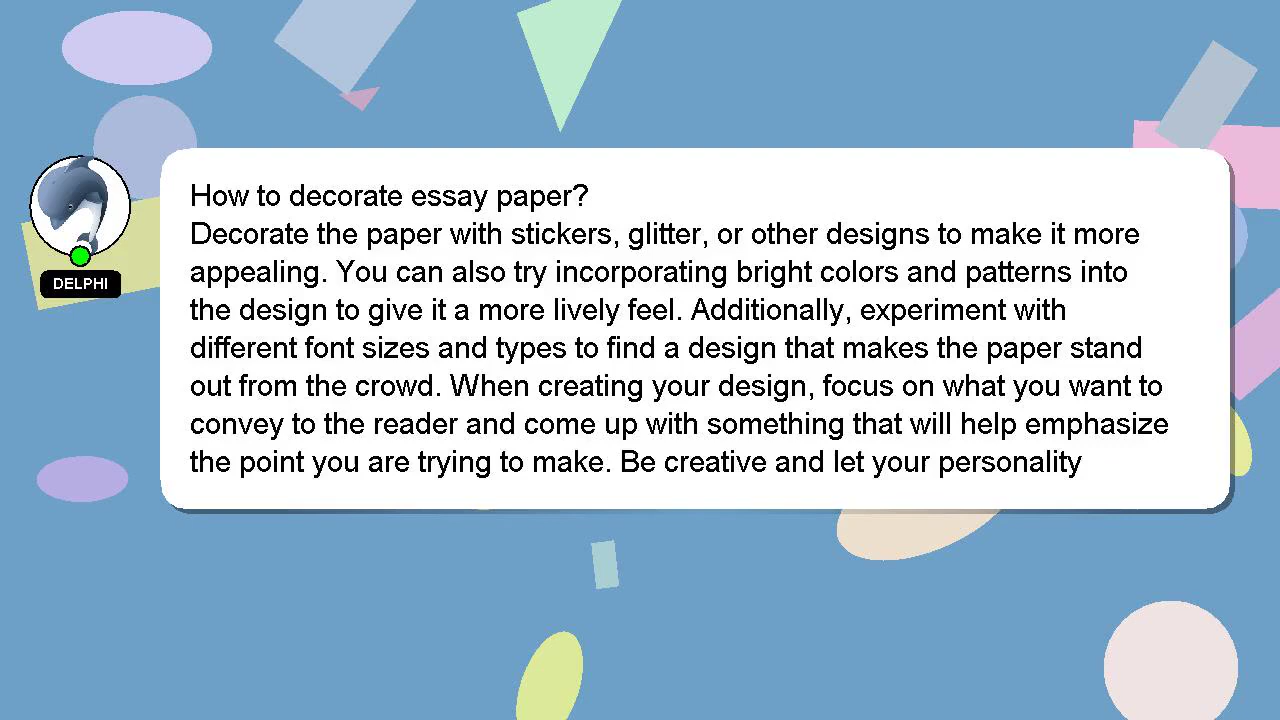 DELPHI
How to decorate essay paper?
Decorate the paper with stickers, glitter, or other designs to make it more
appealing. You can also try incorporating bright colors and patterns into
the design to give it a more lively feel. Additionally, experiment with
different font sizes and types to find a design that makes the paper stand
out from the crowd. When creating your design, focus on what you want to
convey to the reader and come up with something that will help emphasize
the point you are trying to make. Be creative and let your personality